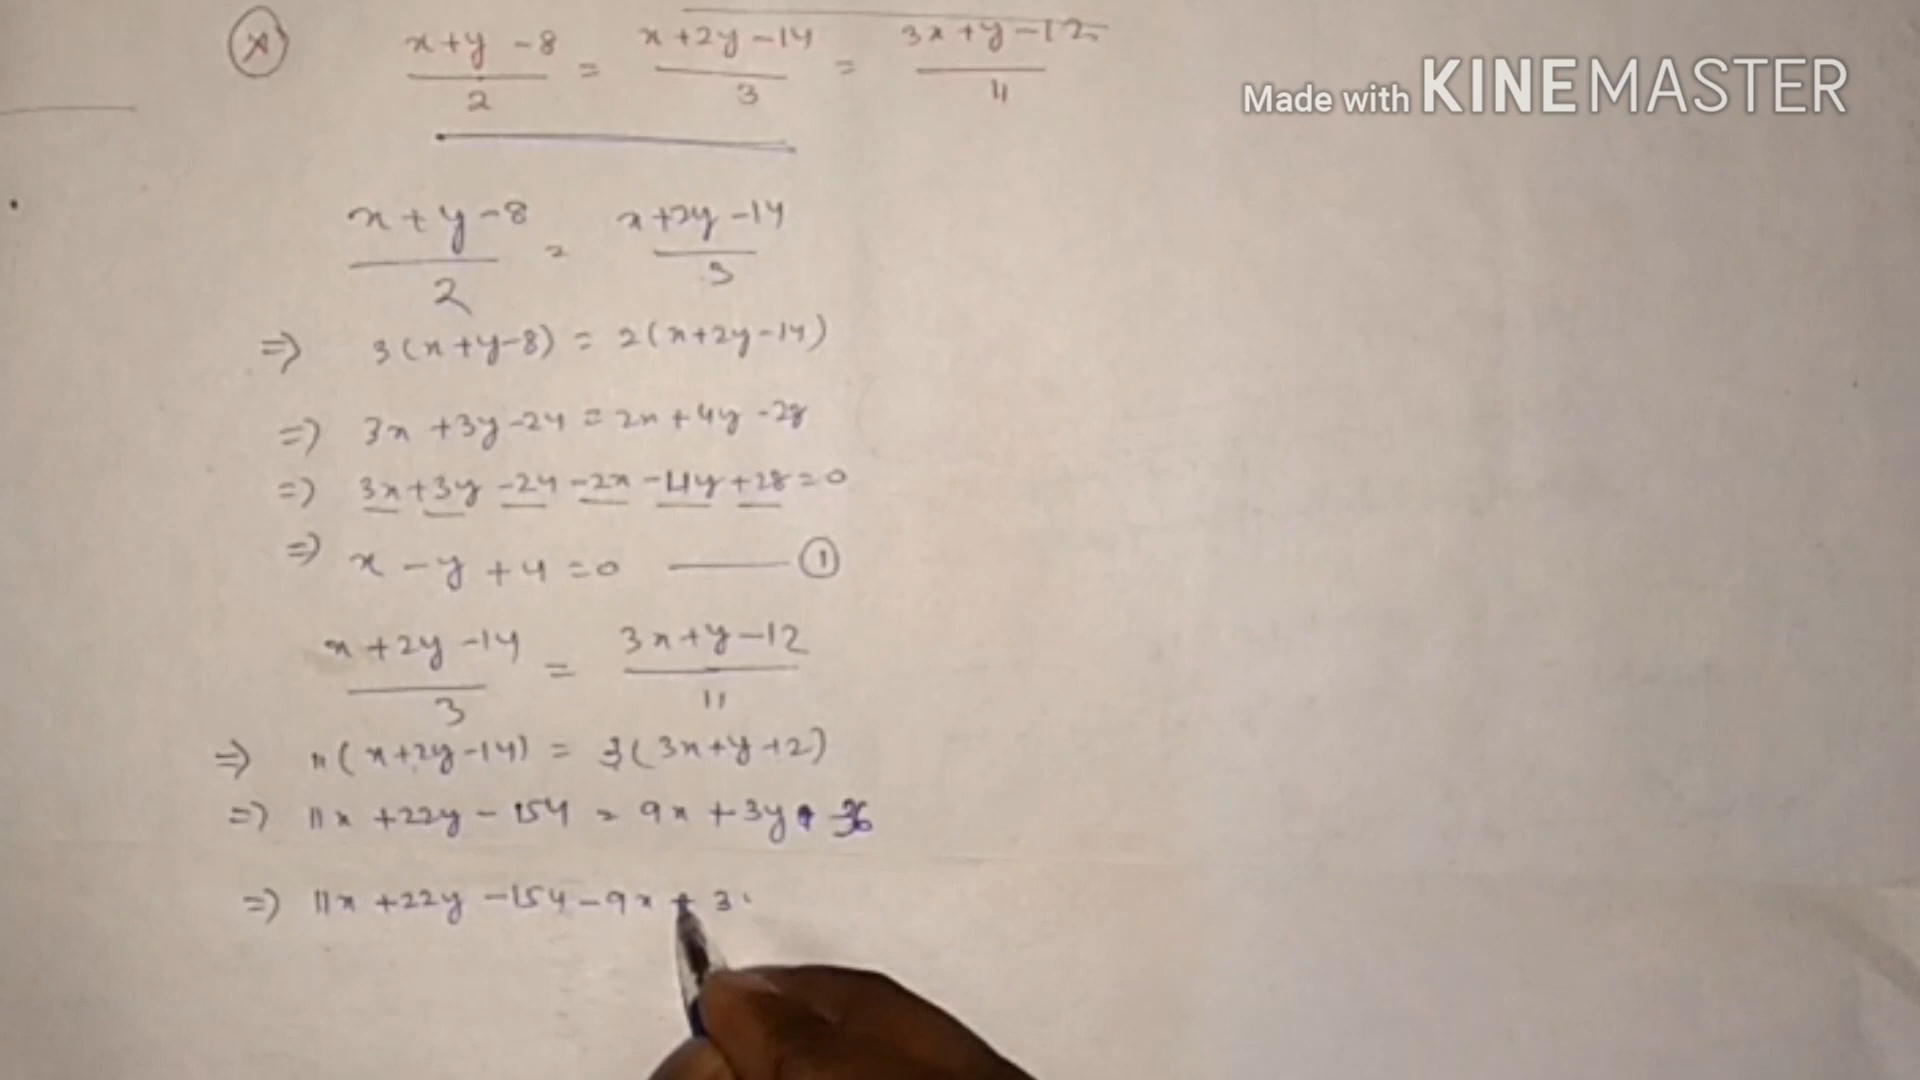 (x) x+y-8/2 = x+2y-14/3 = 3x+y-12/11
Made with KINEMASTER
x+y-8/2 = x+2y-14/3
=> 3(x+y-8) = 2(x+2y-14)
=> 3x+3y-24 = 2x+4y-28
=> 3x+3y-24-2x-4y+28=0
=> x-y+4=0 —— ①
x+2y-14/3 = 3x+y-12/11
=> 11(x+2y-14) = 3(3x+y-12)
=> 11x+22y-154 = 9x+3y-36
=> 11x+22y-154-9x+3